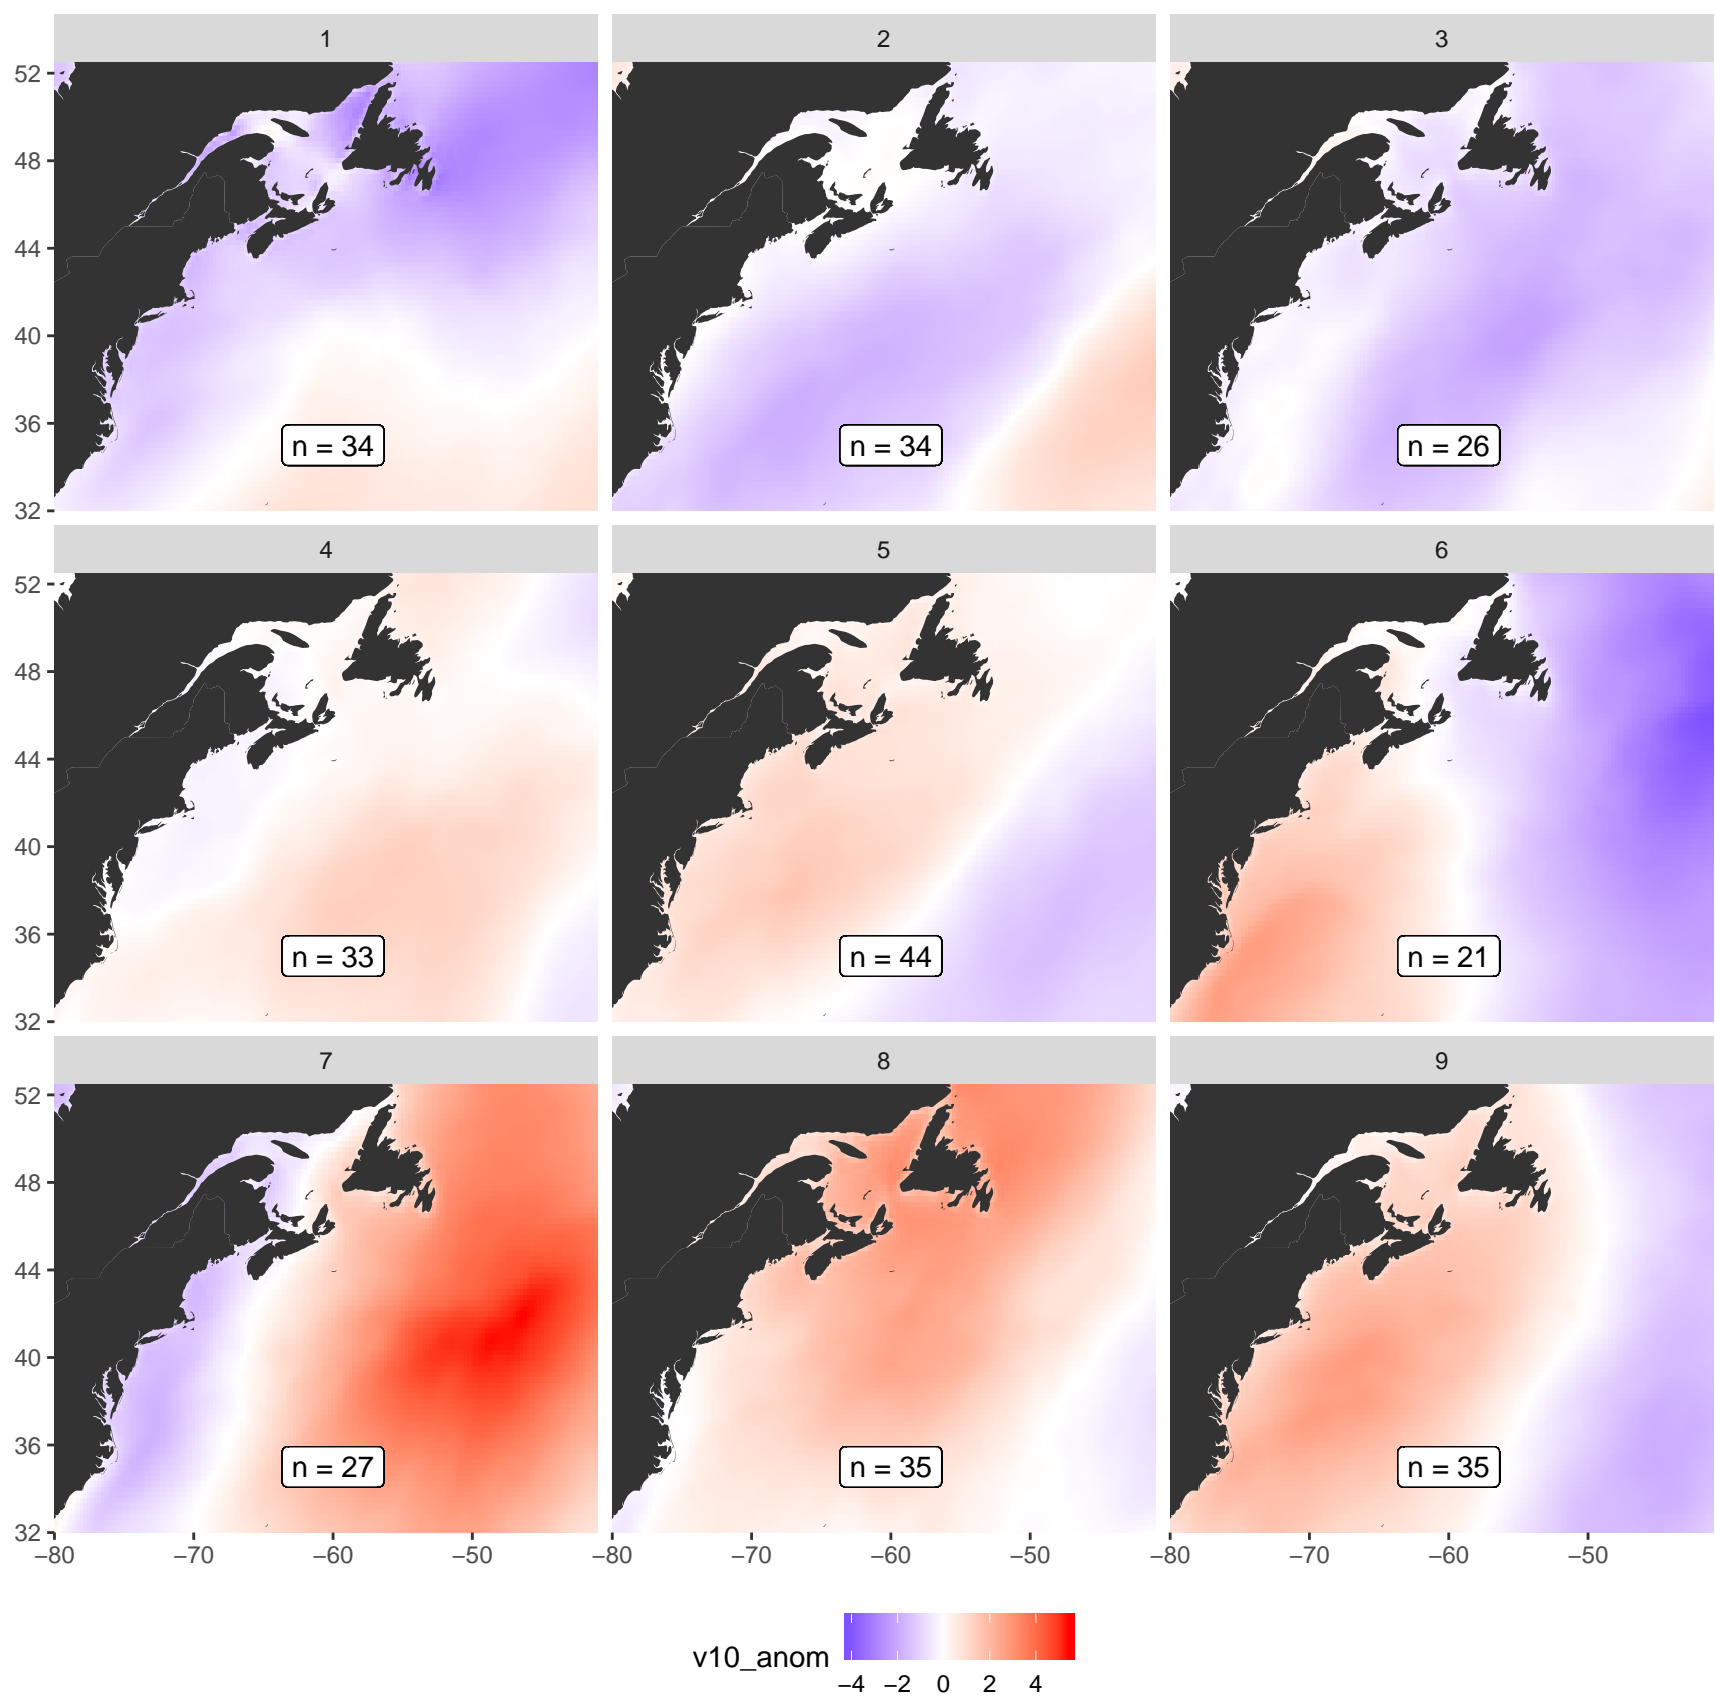 1 2 3
52
48
44
40
36
32
n = 34 n = 34 n = 26
4 5 6
52
48
44
40
36
32
n = 33 n = 44 n = 21
7 8 9
52
48
44
40
36
32
n = 27 n = 35 n = 35
−80 −70 −60 −50 −80 −70 −60 −50 −80 −70 −60 −50
v10_anom
−4 −2 0 2 4